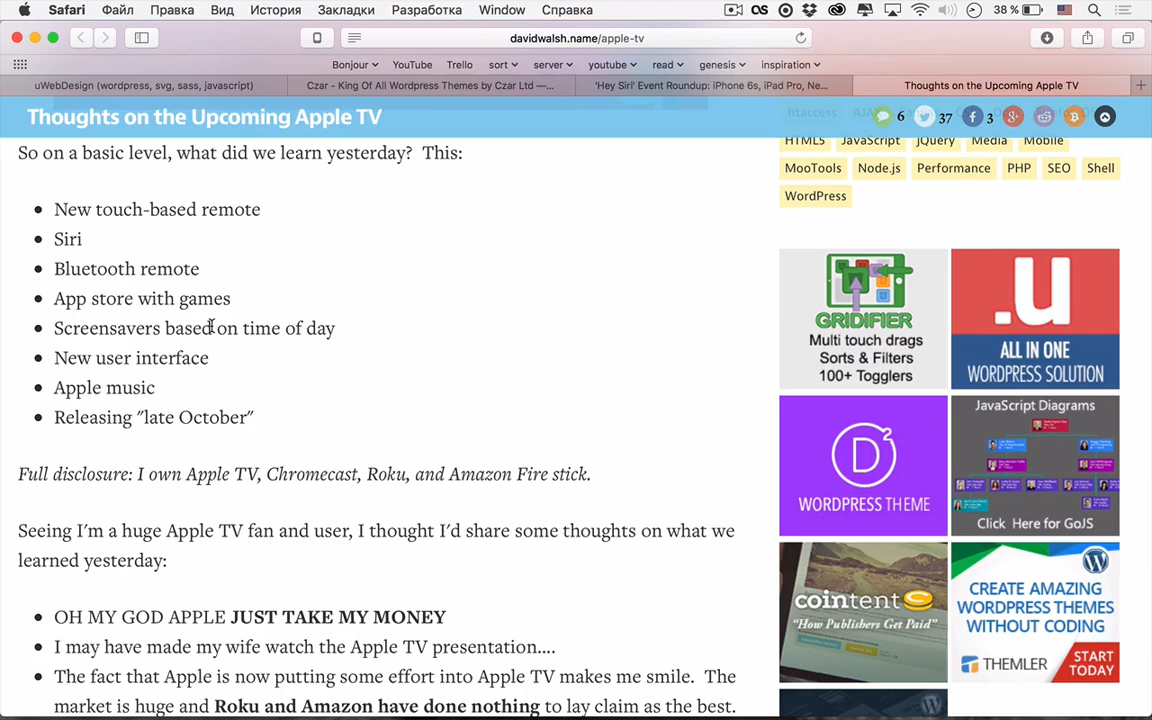 Safari Файл Правка Вид История Закладки Разработка Window Справка 38 %
davidwalsh.name/apple-tv
Bonjour YouTube Trello sort server youtube read genesis inspiration
uWebDesign (wordpress, svg, sass, javascript)
Czar - King Of All Wordpress Themes by Czar Ltd —...
'Hey Siri' Event Roundup: iPhone 6s, iPad Pro, Ne...
Thoughts on the Upcoming Apple TV
Thoughts on the Upcoming Apple TV
6 37 3
So on a basic level, what did we learn yesterday? This:
New touch-based remote
Siri
Bluetooth remote
App store with games
Screensavers based on time of day
New user interface
Apple music
Releasing "late October"
Full disclosure: I own Apple TV, Chromecast, Roku, and Amazon Fire stick.
Seeing I'm a huge Apple TV fan and user, I thought I'd share some thoughts on what we
learned yesterday:
OH MY GOD APPLE JUST TAKE MY MONEY
I may have made my wife watch the Apple TV presentation....
The fact that Apple is now putting some effort into Apple TV makes me smile. The
market is huge and Roku and Amazon have done nothing to lay claim as the best.
.htaccess
HTML5 JavaScript jQuery Media Mobile
MooTools Node.js Performance PHP SEO Shell
WordPress
GRIDIFIER
Multi touch drags
Sorts & Filters
100+ Togglers
.u
ALL IN ONE
WORDPRESS SOLUTION
D2
WORDPRESS THEME
JavaScript Diagrams
Click Here for GoJS
cointent
"How Publishers Get Paid"
CREATE AMAZING
WORDPRESS THEMES
WITHOUT CODING
THEMLER
START
TODAY